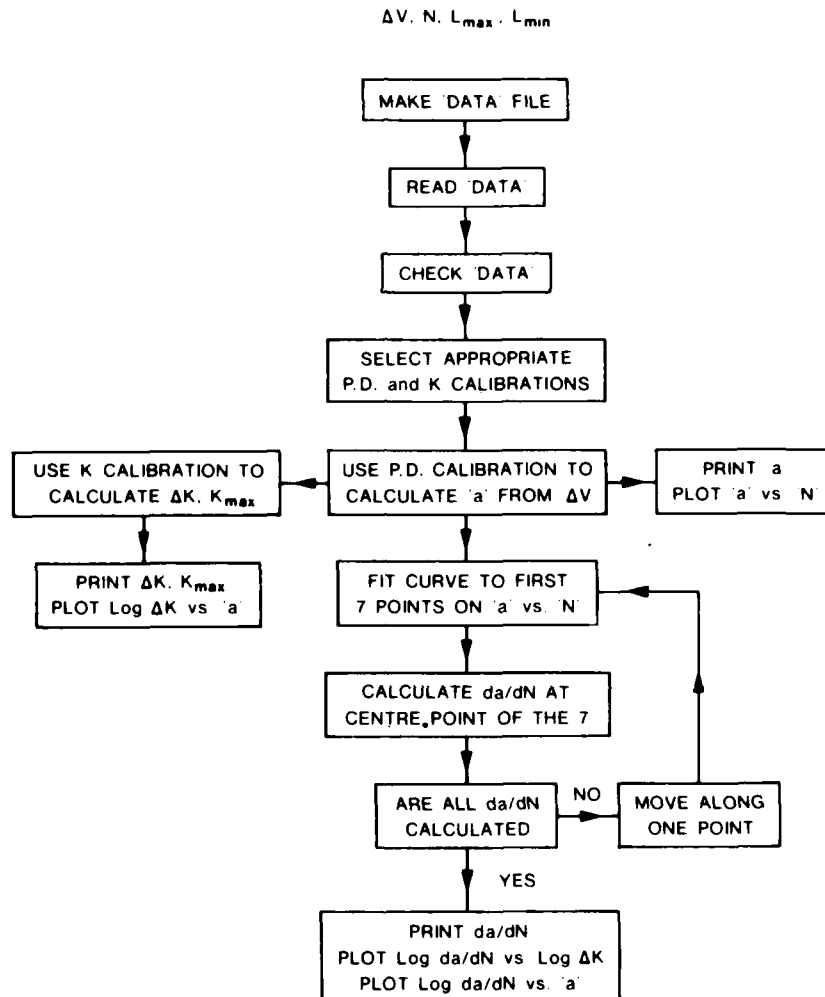 ΔV, N, Lmax, Lmin
MAKE 'DATA' FILE
READ 'DATA'
CHECK 'DATA'
SELECT APPROPRIATE
P.D. and K CALIBRATIONS
USE K CALIBRATION TO
CALCULATE ΔK, Kmax
USE P.D. CALIBRATION TO
CALCULATE 'a' FROM ΔV
PRINT a
PLOT 'a' vs 'N'
PRINT ΔK, Kmax
PLOT Log ΔK vs 'a'
FIT CURVE TO FIRST
7 POINTS ON 'a' vs. 'N'
CALCULATE da/dN AT
CENTRE.POINT OF THE 7
ARE ALL da/dN
CALCULATED
NO
MOVE ALONG
ONE POINT
YES
PRINT da/dN
PLOT Log da/dN vs Log ΔK
PLOT Log da/dN vs. 'a'